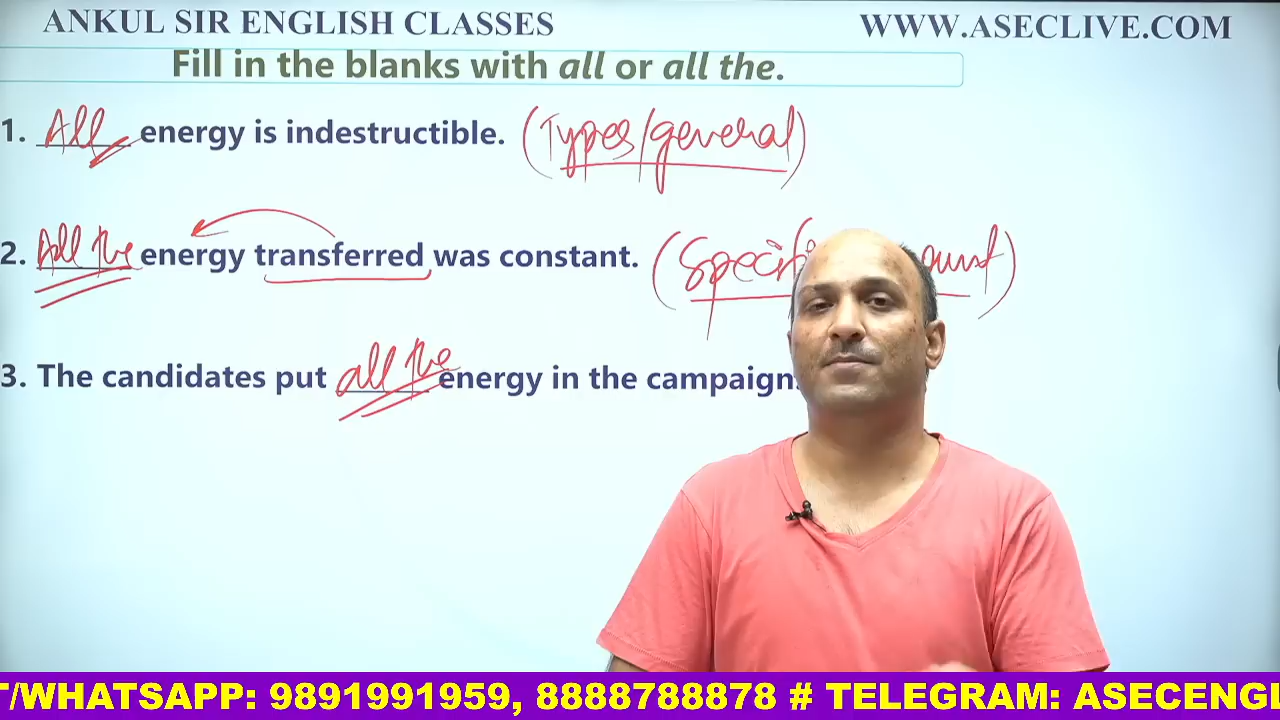 ANKUL SIR ENGLISH CLASSES
WWW.ASECLIVE.COM
Fill in the blanks with all or all the.
1. All energy is indestructible. (Types/general)
2. All the energy transferred was constant. (
3. The candidates put all the energy in the campaign.
T/WHATSAPP: 9891991959, 8888788878 # TELEGRAM: ASECENGL